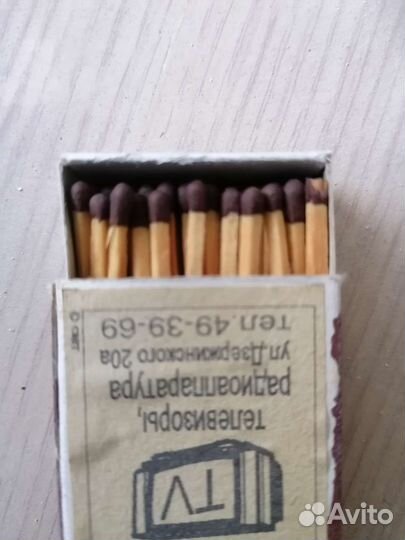 TV
телевизоры,
радиоаппаратура
ул.Дзержинского 20а
тел.49-39-69
Avito